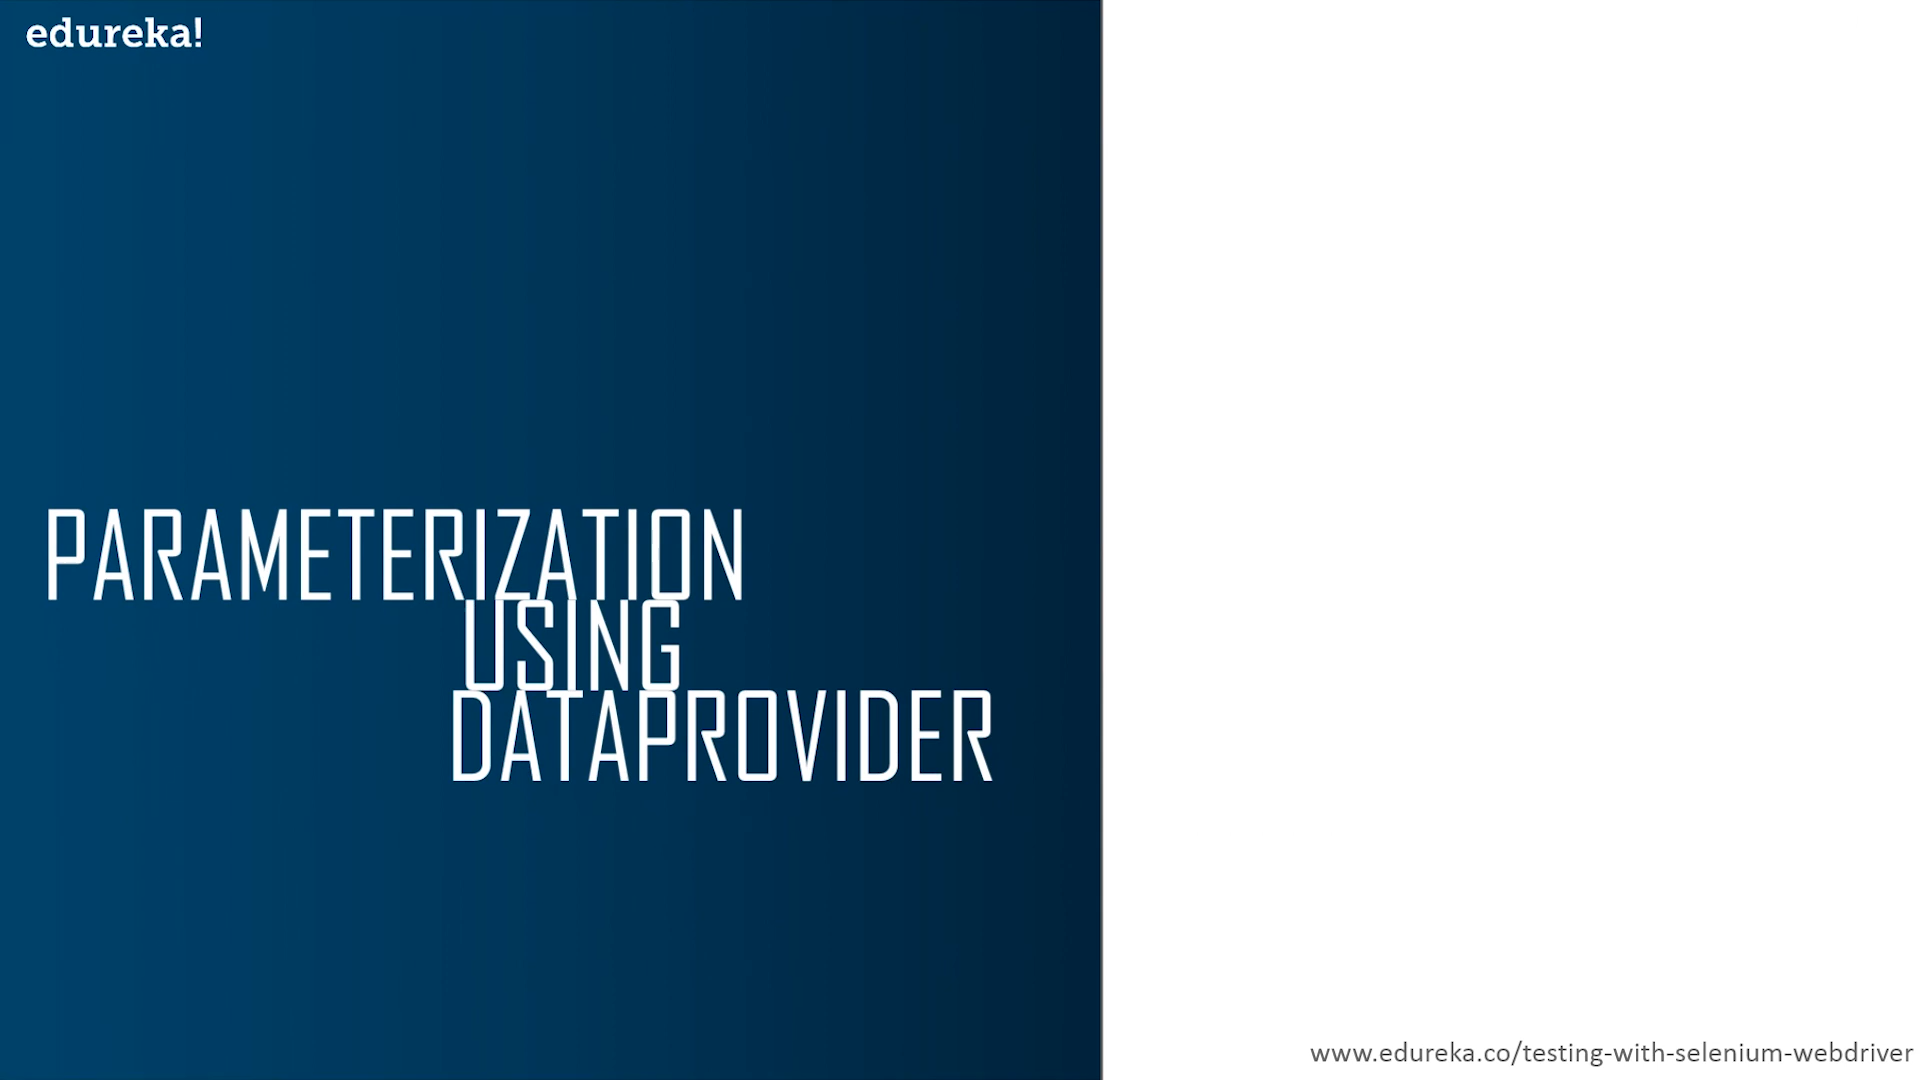 edureka!
PARAMETERIZATION
USING
DATAPROVIDER
www.edureka.co/testing-with-selenium-webdriver